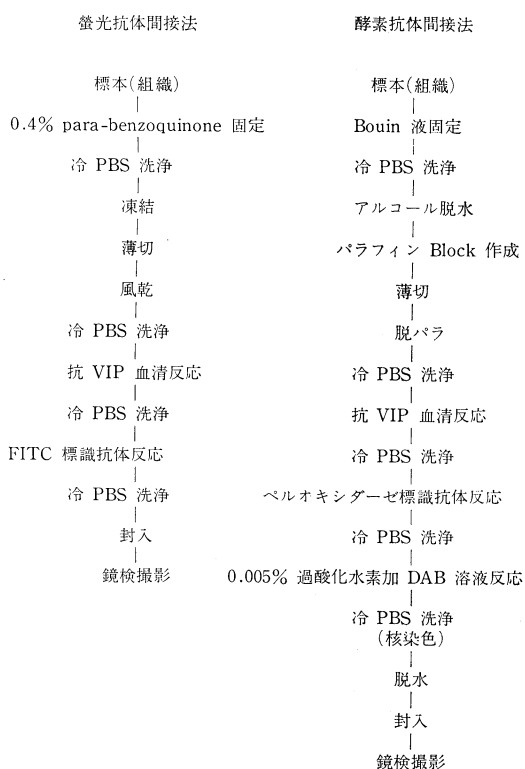 螢光抗体間接法
標本(組織)
0.4% para-benzoquinone 固定
冷 PBS 洗浄
凍結
薄切
風乾
冷 PBS 洗浄
抗 VIP 血清反応
冷 PBS 洗浄
FITC 標識抗体反応
冷 PBS 洗浄
封入
鏡検撮影
酵素抗体間接法
標本(組織)
Bouin 液固定
冷 PBS 洗浄
アルコール脱水
パラフィン Block 作成
薄切
脱パラ
冷 PBS 洗浄
抗 VIP 血清反応
冷 PBS 洗浄
ペルオキシダーゼ標識抗体反応
冷 PBS 洗浄
0.005% 過酸化水素加 DAB 溶液反応
冷 PBS 洗浄
(核染色)
脱水
封入
鏡検撮影